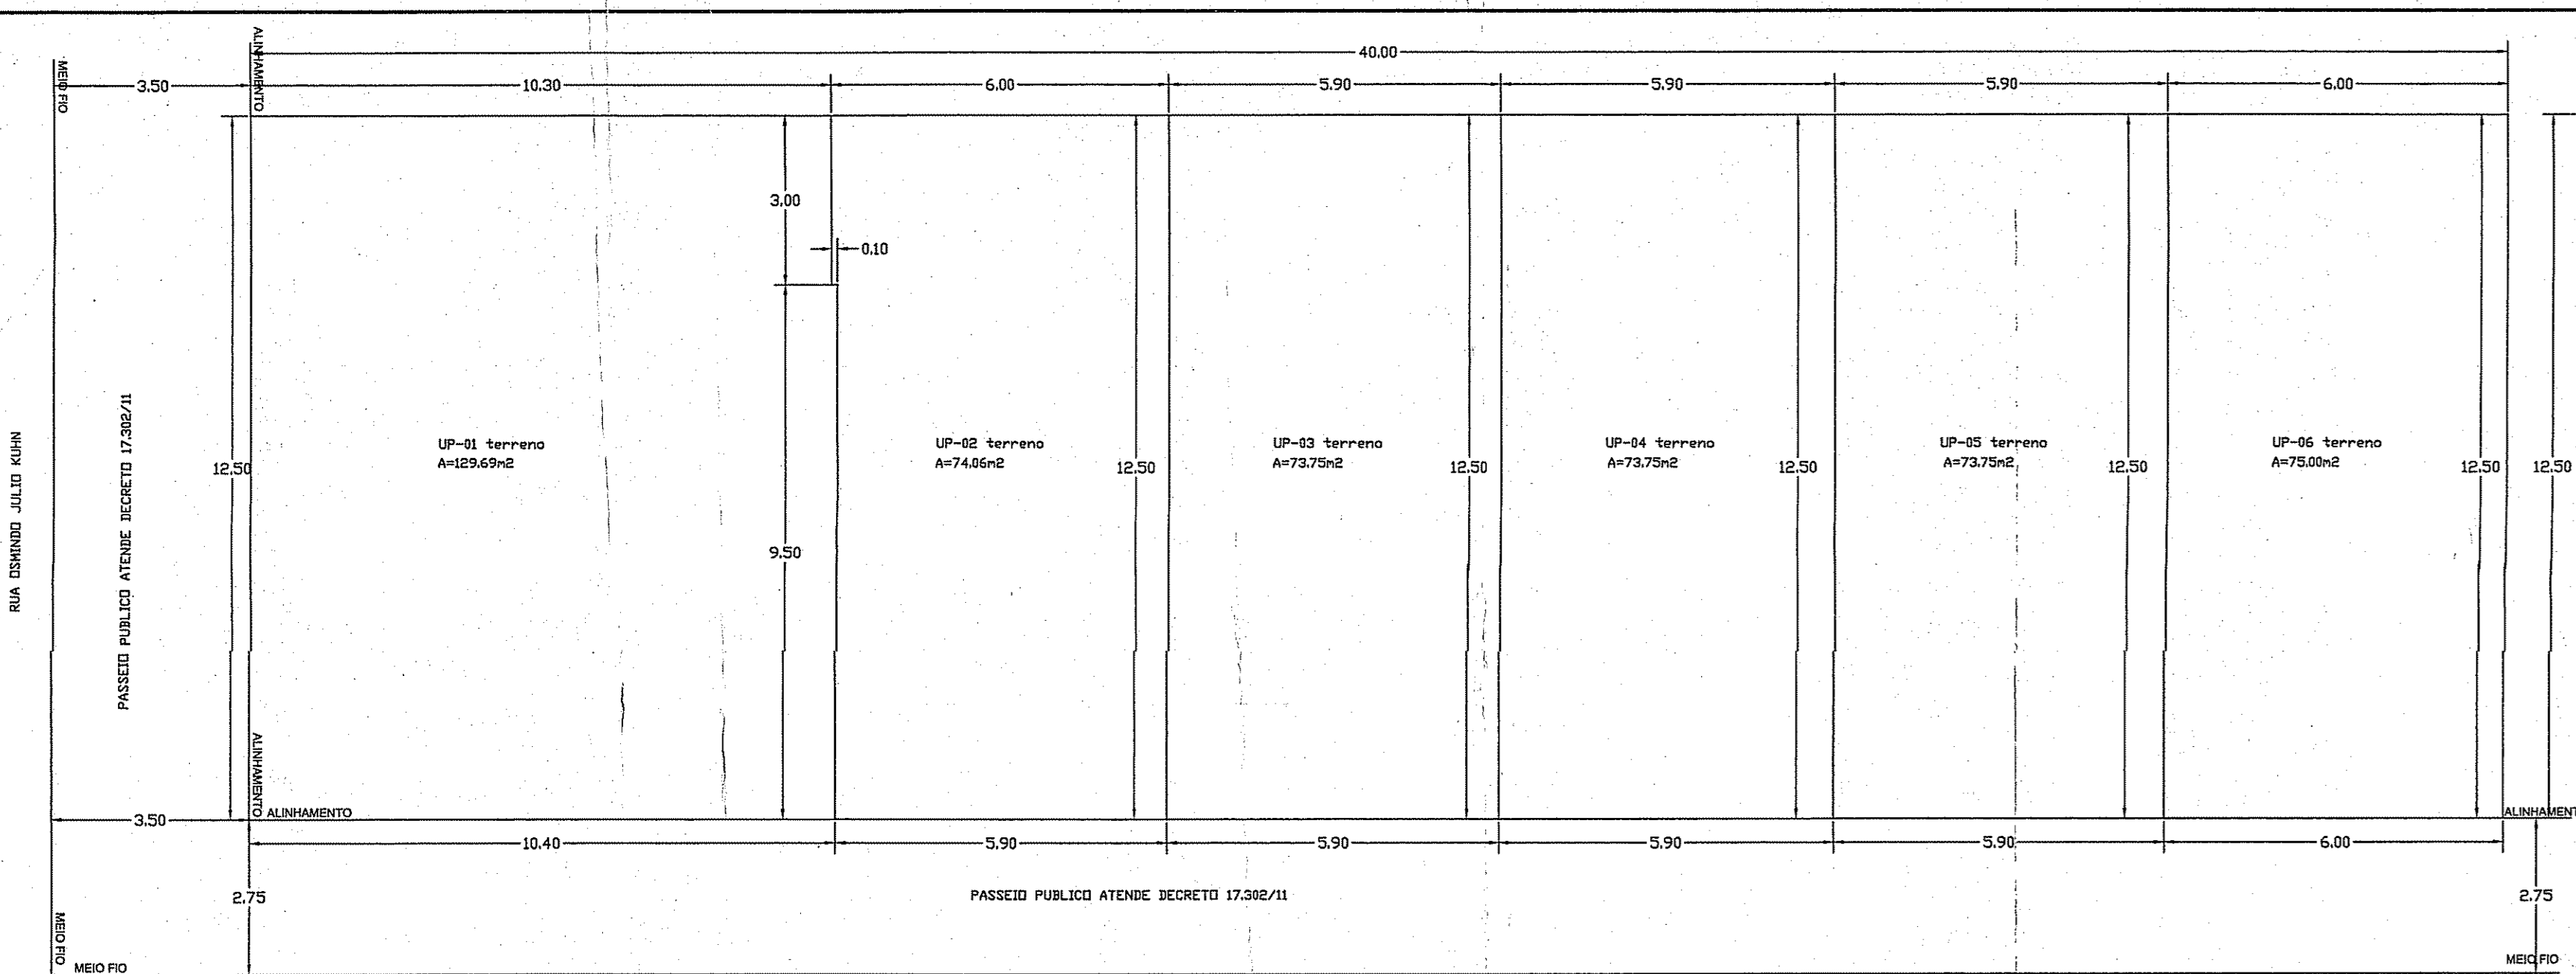 40.00
MEIO FIO
3.50
ALINHAMENTO
10.30
6.00
5.90
5.90
5.90
6.00
3.00
0.10
RUA OSMINDO JULIO KUHN
PASSEIO PUBLICO ATENDE DECRETO 17.302/11
12.50
UP-01 terreno
A=129.69m2
9.50
UP-02 terreno
A=74.06m2
12.50
UP-03 terreno
A=73.75m2
12.50
UP-04 terreno
A=73.75m2
12.50
UP-05 terreno
A=73.75m2
12.50
UP-06 terreno
A=75.00m2
12.50
12.50
ALINHAMENTO
3.50
ALINHAMENTO
ALINHAMENT
10.40
5.90
5.90
5.90
5.90
6.00
2.75
PASSEIO PUBLICO ATENDE DECRETO 17.302/11
2.75
MEIO FIO
MEIO FIO
MEIO FIO